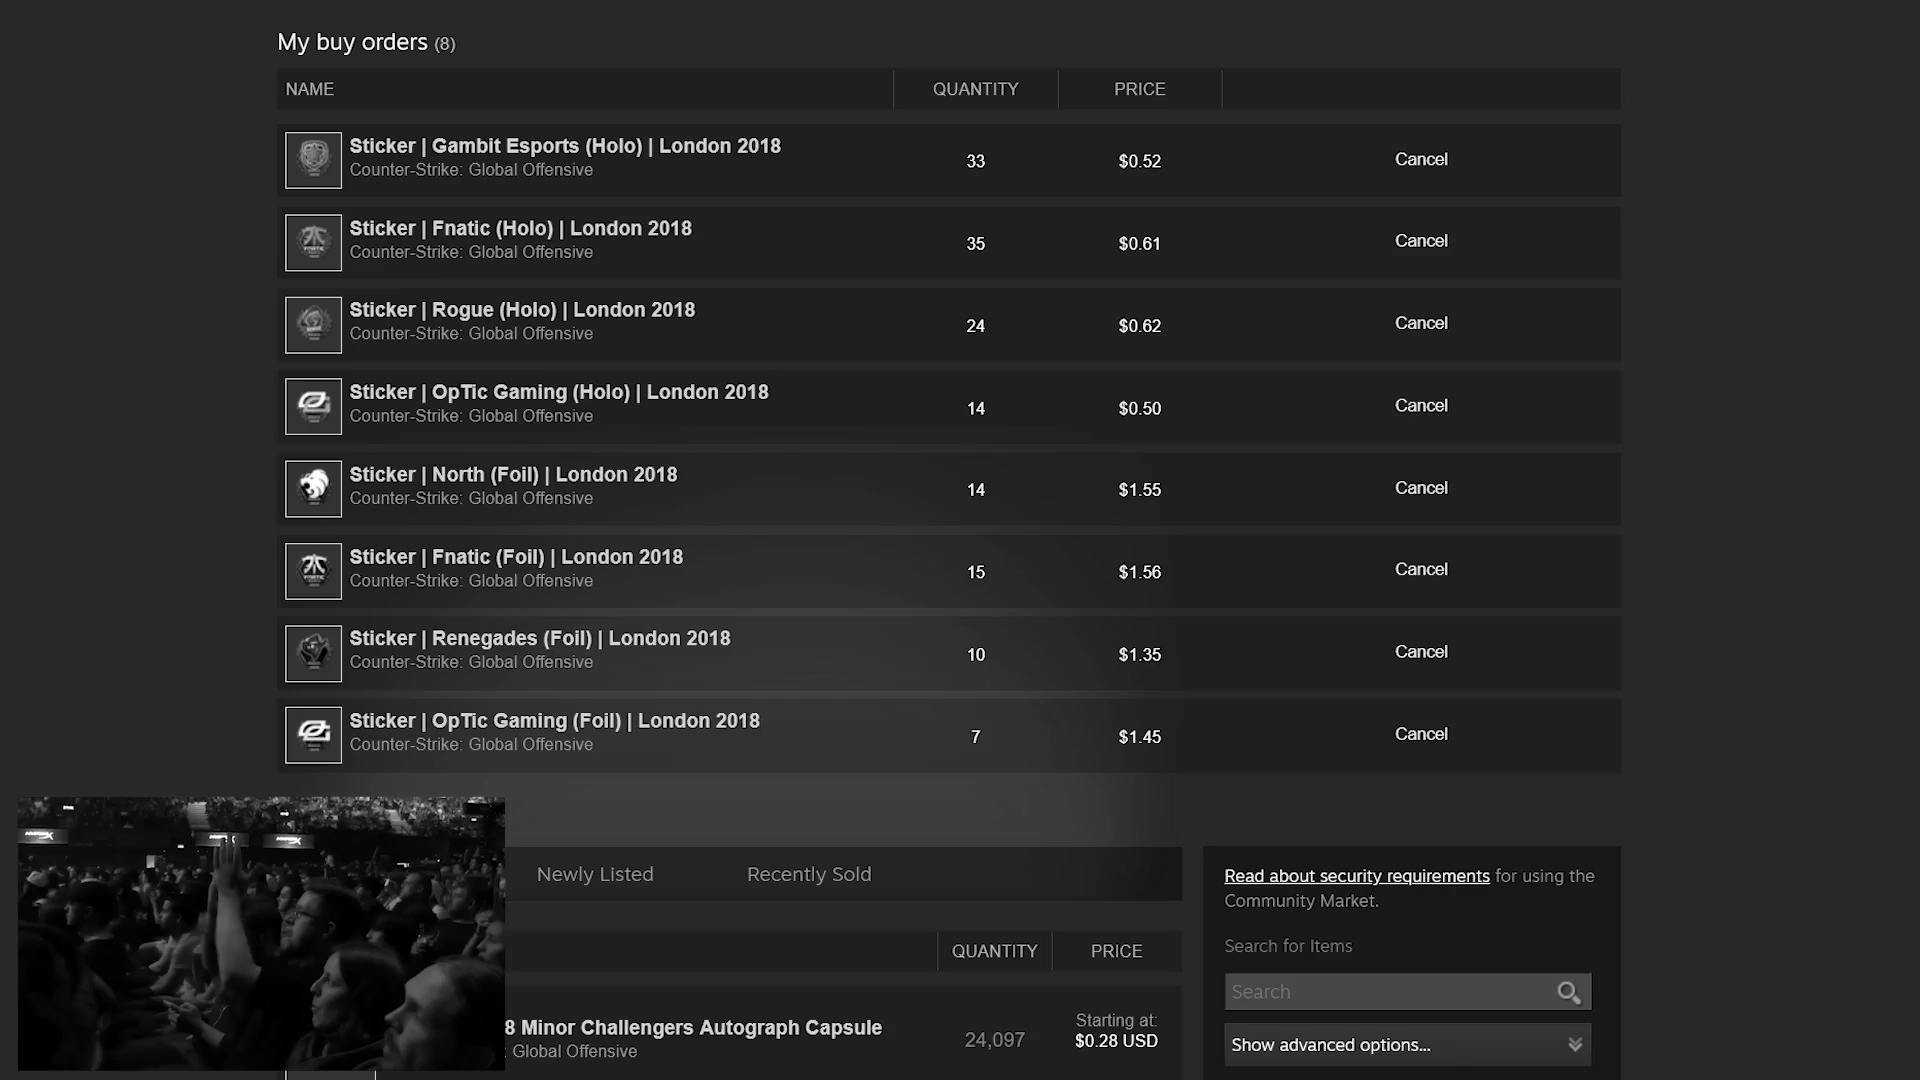 My buy orders (8)
NAME QUANTITY PRICE
Sticker | Gambit Esports (Holo) | London 2018
Counter-Strike: Global Offensive
33 $0.52 Cancel
Sticker | Fnatic (Holo) | London 2018
Counter-Strike: Global Offensive
35 $0.61 Cancel
Sticker | Rogue (Holo) | London 2018
Counter-Strike: Global Offensive
24 $0.62 Cancel
Sticker | OpTic Gaming (Holo) | London 2018
Counter-Strike: Global Offensive
14 $0.50 Cancel
Sticker | North (Foil) | London 2018
Counter-Strike: Global Offensive
14 $1.55 Cancel
Sticker | Fnatic (Foil) | London 2018
Counter-Strike: Global Offensive
15 $1.56 Cancel
Sticker | Renegades (Foil) | London 2018
Counter-Strike: Global Offensive
10 $1.35 Cancel
Sticker | OpTic Gaming (Foil) | London 2018
Counter-Strike: Global Offensive
7 $1.45 Cancel
Newly Listed Recently Sold
QUANTITY PRICE
8 Minor Challengers Autograph Capsule
: Global Offensive
24,097
Starting at:
$0.28 USD
Read about security requirements for using the
Community Market.
Search for Items
Search
Show advanced options...